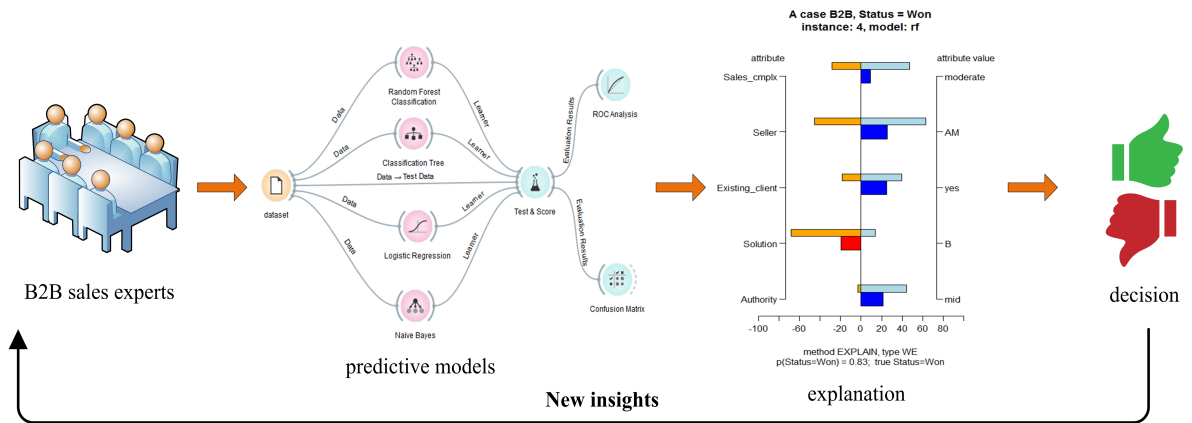 B2B sales experts
dataset
Data
Data
Data → Test Data
Data
Data
Random Forest
Classification
Classification Tree
Logistic Regression
Naive Bayes
Learner
Learner
Learner
Learner
Test & Score
Evaluation Results
Evaluation Results
ROC Analysis
Confusion Matrix
predictive models
A case B2B, Status = Won
instance: 4, model: rf
attribute
attribute value
Sales_cmplx
moderate
Seller
AM
Existing_client
yes
Solution
B
Authority
mid
-100 -60 -20 0 20 40 60 80
method EXPLAIN, type WE
p(Status=Won) = 0.83; true Status=Won
explanation
decision
New insights